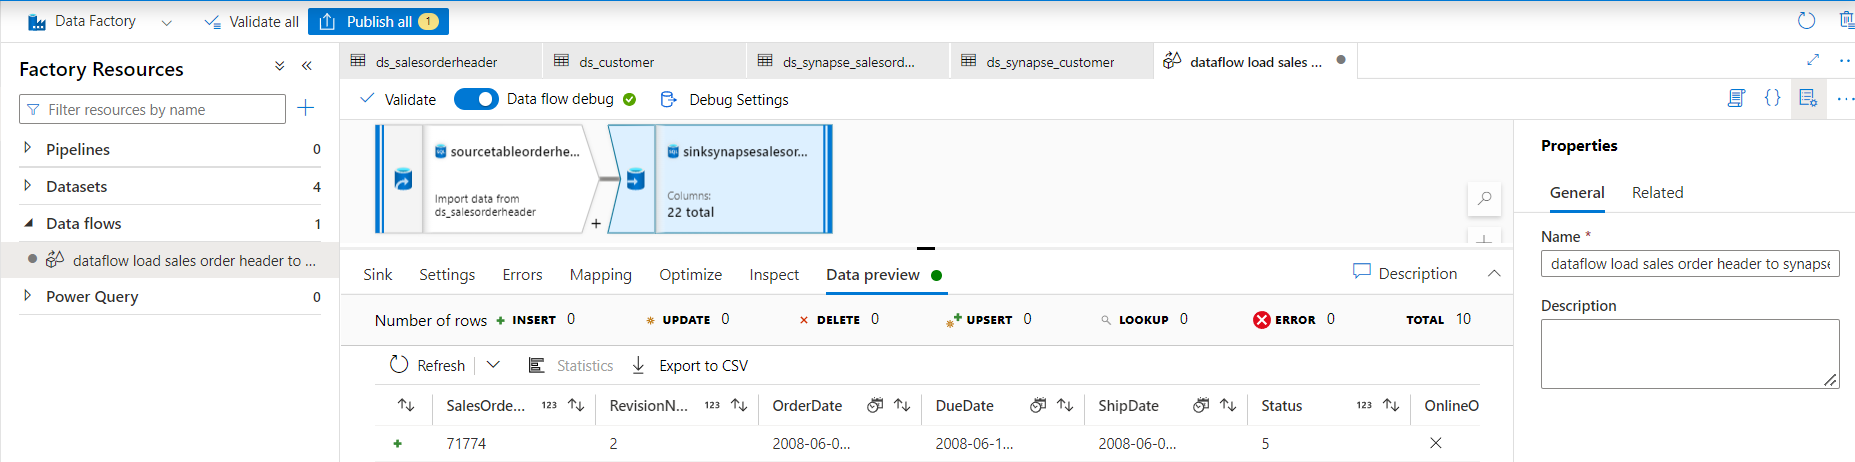 Data Factory
Validate all
Publish all 1
Factory Resources
Filter resources by name
Pipelines 0
Datasets 4
Data flows 1
dataflow load sales order header to ...
Power Query 0
ds_salesorderheader
ds_customer
ds_synapse_salesord...
ds_synapse_customer
dataflow load sales ...
Validate
Data flow debug
Debug Settings
sourcetableorderhe...
Import data from
ds_salesorderheader
sinksynapsesalesor...
Columns:
22 total
Sink
Settings
Errors
Mapping
Optimize
Inspect
Data preview
Description
Number of rows INSERT 0 UPDATE 0 DELETE 0 UPSERT 0 LOOKUP 0 ERROR 0 TOTAL 10
Refresh
Statistics
Export to CSV
SalesOrde... 123 RevisionN... 123 OrderDate DueDate ShipDate Status 123 OnlineO
71774 2 2008-06-0... 2008-06-1... 2008-06-0... 5
Properties
General
Related
Name *
dataflow load sales order header to synapse
Description